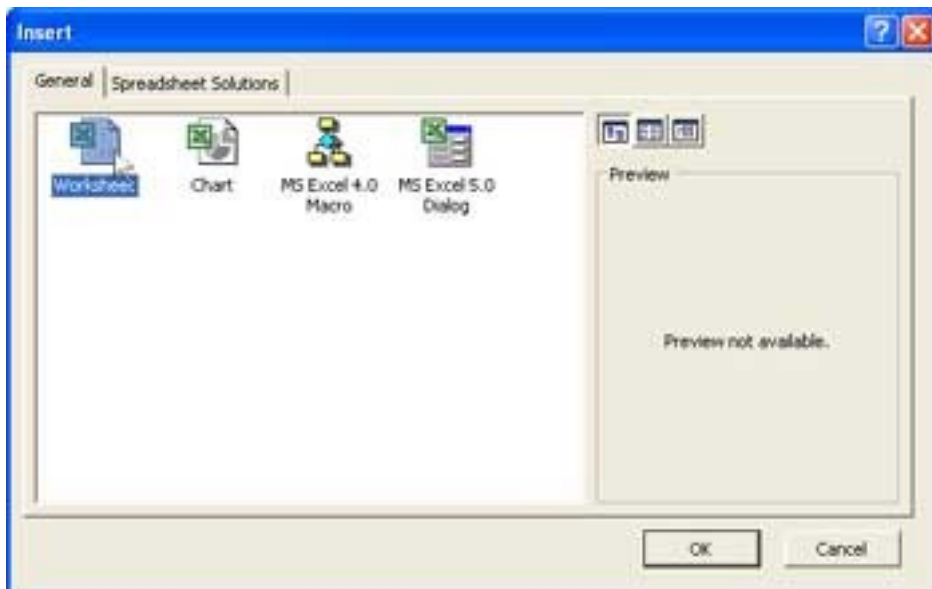 Insert
General Spreadsheet Solutions
Worksheet Chart MS Excel 4.0 Macro MS Excel 5.0 Dialog
Preview
Preview not available.
OK Cancel